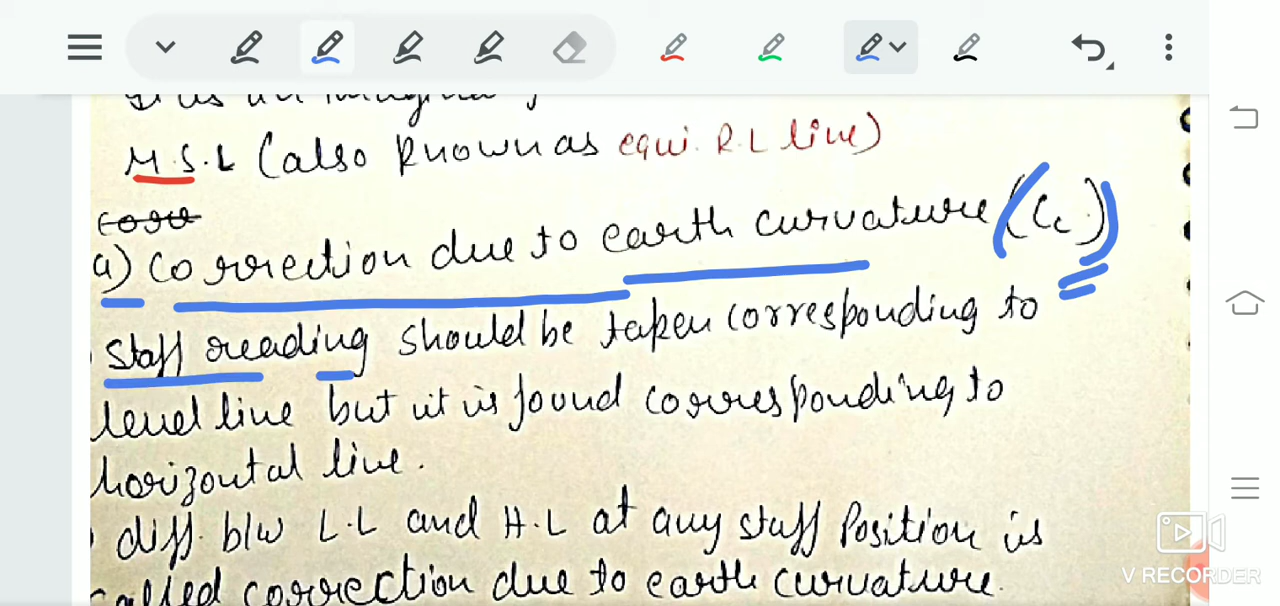 M.S.L (also known as equi. R.L line)
a) Correction due to earth curvature (Cc)
staff reading should be taken corresponding to
level line but it is found corresponding to
horizontal line.
diff. b/w L.L and H.L at any staff Position is
called correction due to earth curvature.
V RECORDER